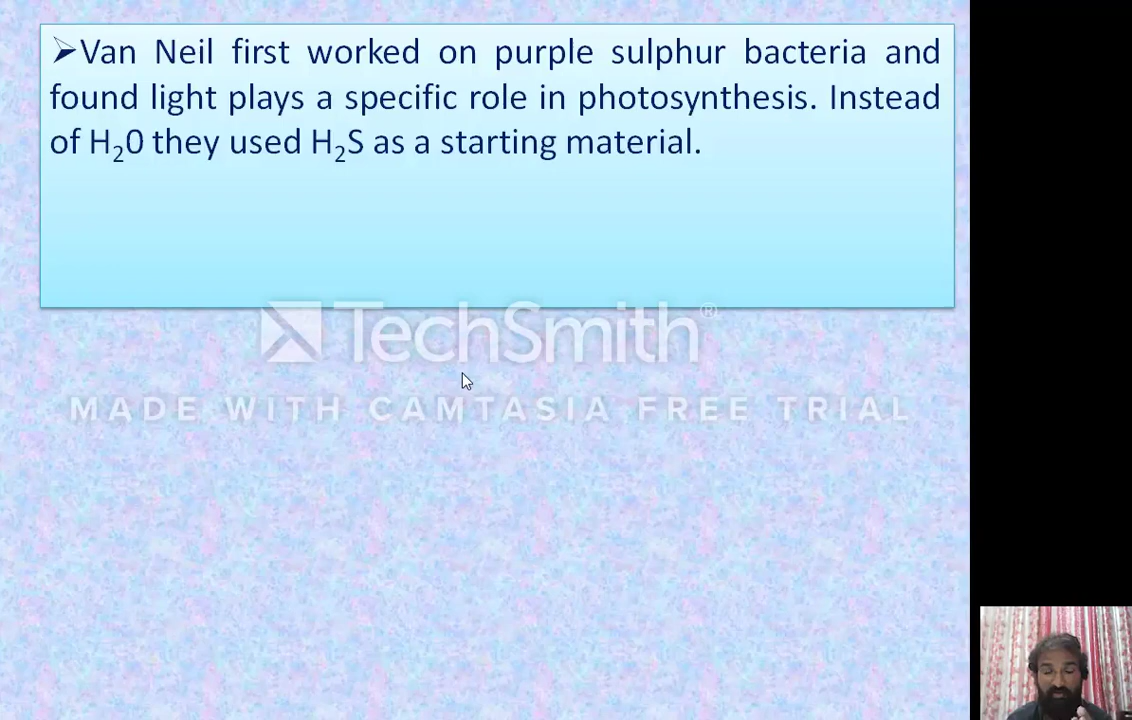 ➢Van Neil first worked on purple sulphur bacteria and
found light plays a specific role in photosynthesis. Instead
of H₂0 they used H₂S as a starting material.
TechSmith®
MADE WITH CAMTASIA FREE TRIAL